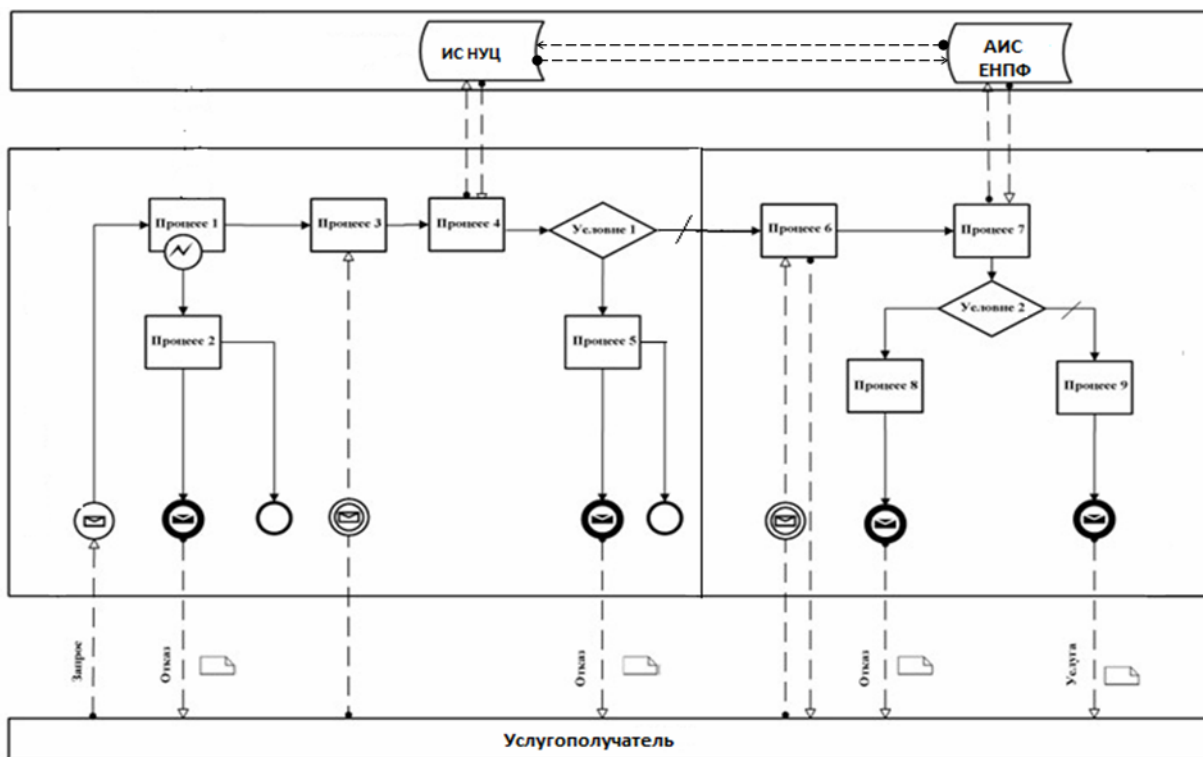 ИС НУЦ
АИС
ЕНПФ
Процесс 1
Процесс 3
Процесс 4
Условие 1
Процесс 6
Процесс 7
Процесс 2
Процесс 5
Условие 2
Процесс 8
Процесс 9
Запрос
Отказ
Отказ
Отказ
Услуга
Услугополучатель